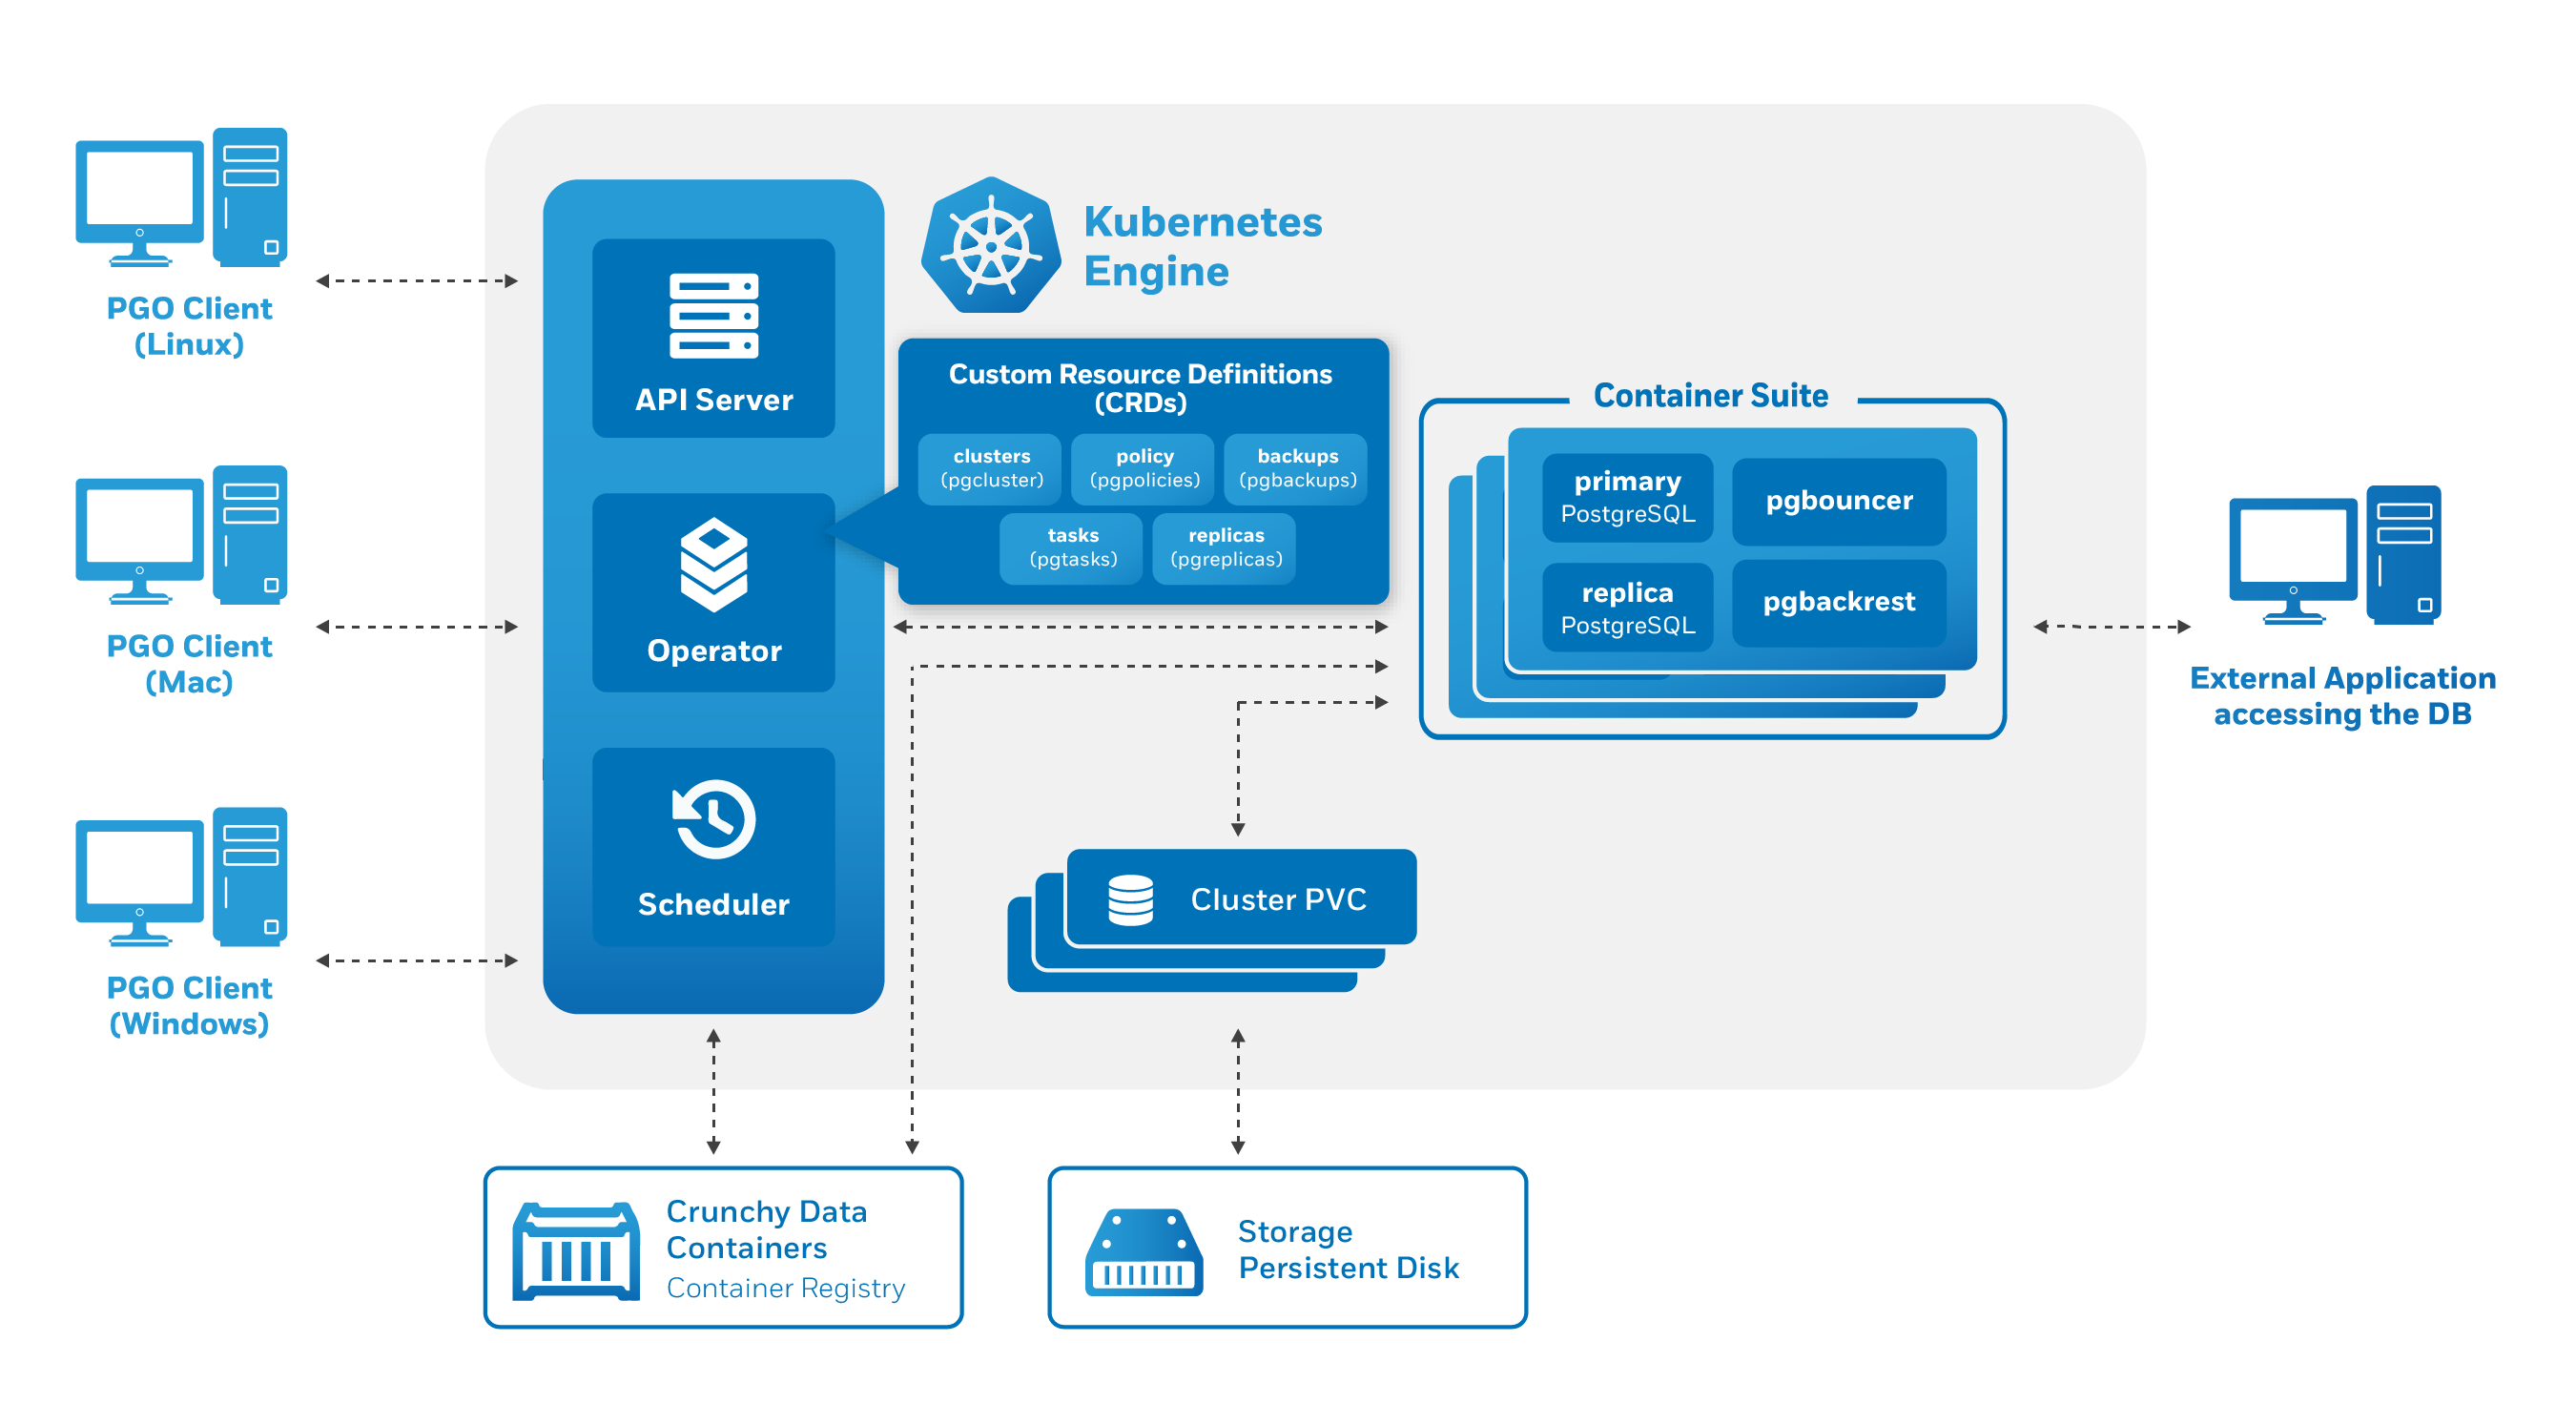 PGO Client
(Linux)
PGO Client
(Mac)
PGO Client
(Windows)
API Server
Operator
Scheduler
Kubernetes
Engine
Custom Resource Definitions
(CRDs)
clusters
(pgcluster)
policy
(pgpolicies)
backups
(pgbackups)
tasks
(pgtasks)
replicas
(pgreplicas)
Container Suite
primary
PostgreSQL
pgbouncer
replica
PostgreSQL
pgbackrest
Cluster PVC
External Application
accessing the DB
Crunchy Data
Containers
Container Registry
Storage
Persistent Disk